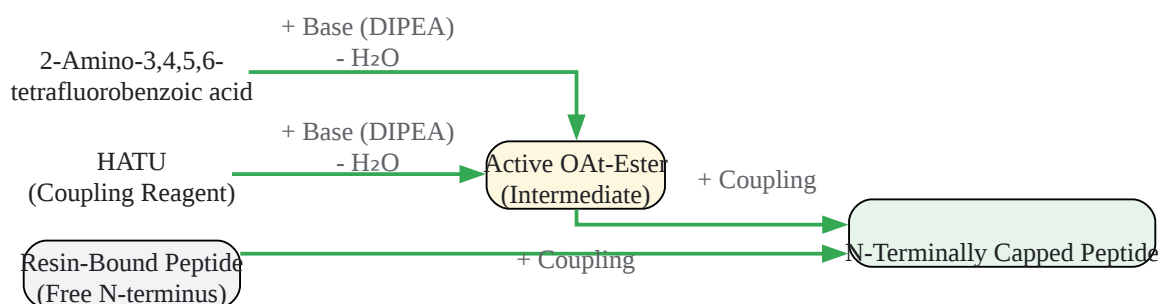 + Base (DIPEA)
- H₂O
2-Amino-3,4,5,6-
tetrafluorobenzoic acid
+ Base (DIPEA)
- H₂O
HATU
(Coupling Reagent)
Active OAt-Ester
(Intermediate)
+ Coupling
Resin-Bound Peptide
(Free N-terminus)
+ Coupling
N-Terminally Capped Peptide